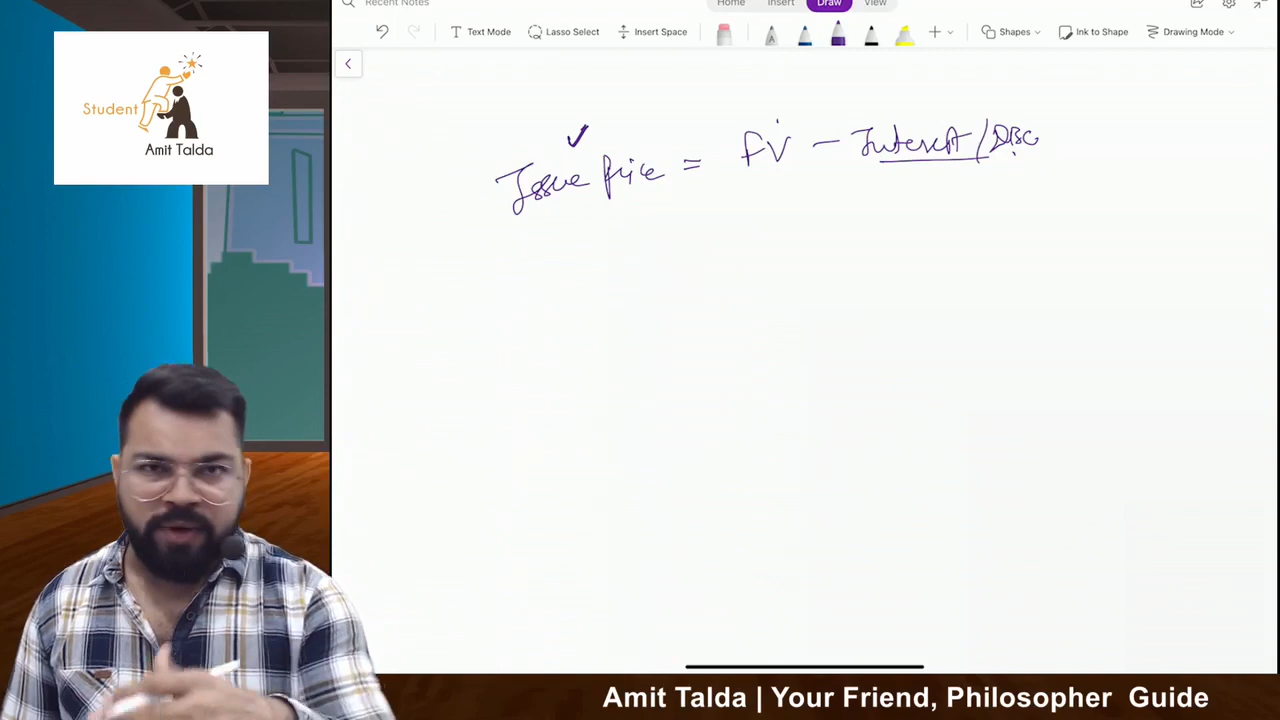 Recent Notes
Home Insert Draw View
Text Mode Lasso Select Insert Space Shapes Ink to Shape Drawing Mode
Student
Amit Talda
Issue price = FV - Interest/Disc
Amit Talda | Your Friend, Philosopher Guide